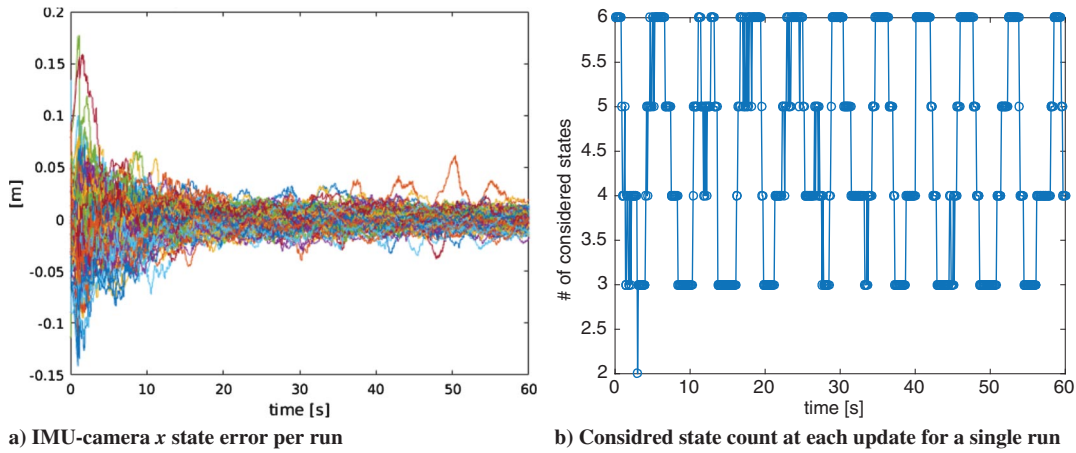 0.2
0.15
0.1
0.05
0
-0.05
-0.1
-0.15
[m]
0 10 20 30 40 50 60
time [s]
a) IMU-camera x state error per run
6
5.5
5
4.5
4
3.5
3
2.5
2
# of considered states
0 10 20 30 40 50 60
time [s]
b) Considred state count at each update for a single run